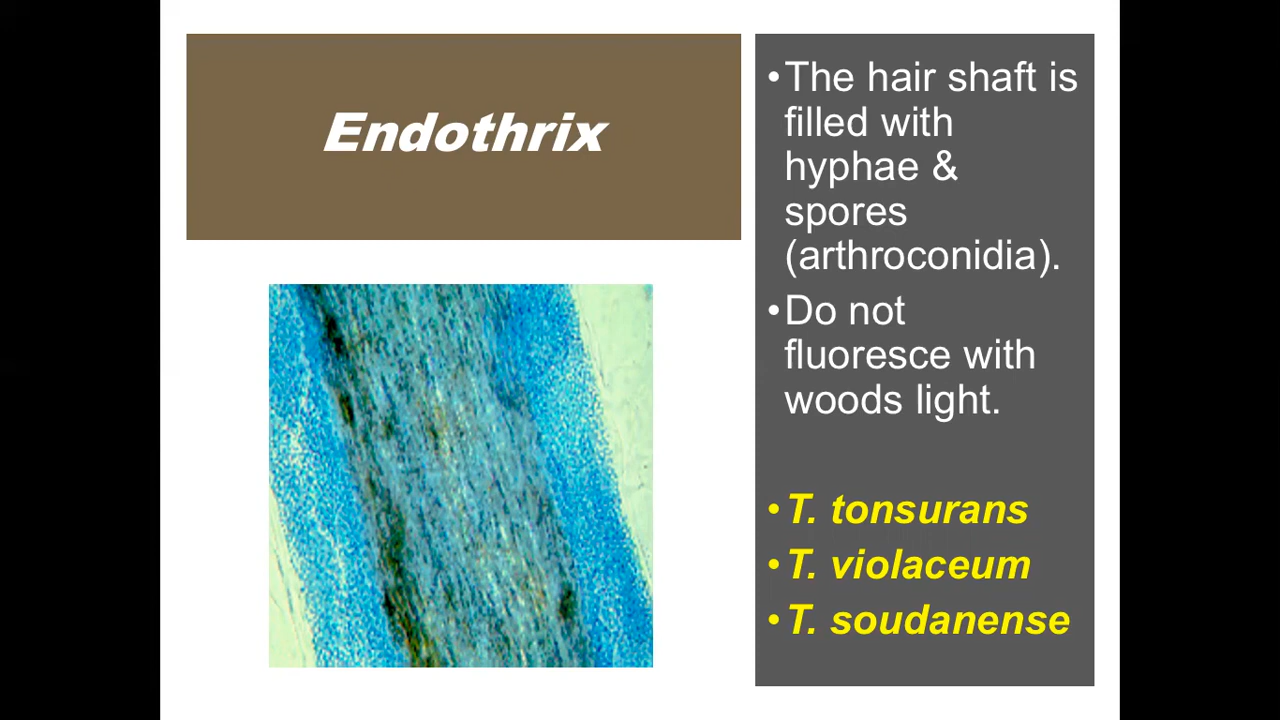 Endothrix
•The hair shaft is
filled with
hyphae &
spores
(arthroconidia).
•Do not
fluoresce with
woods light.
•T. tonsurans
•T. violaceum
•T. soudanense